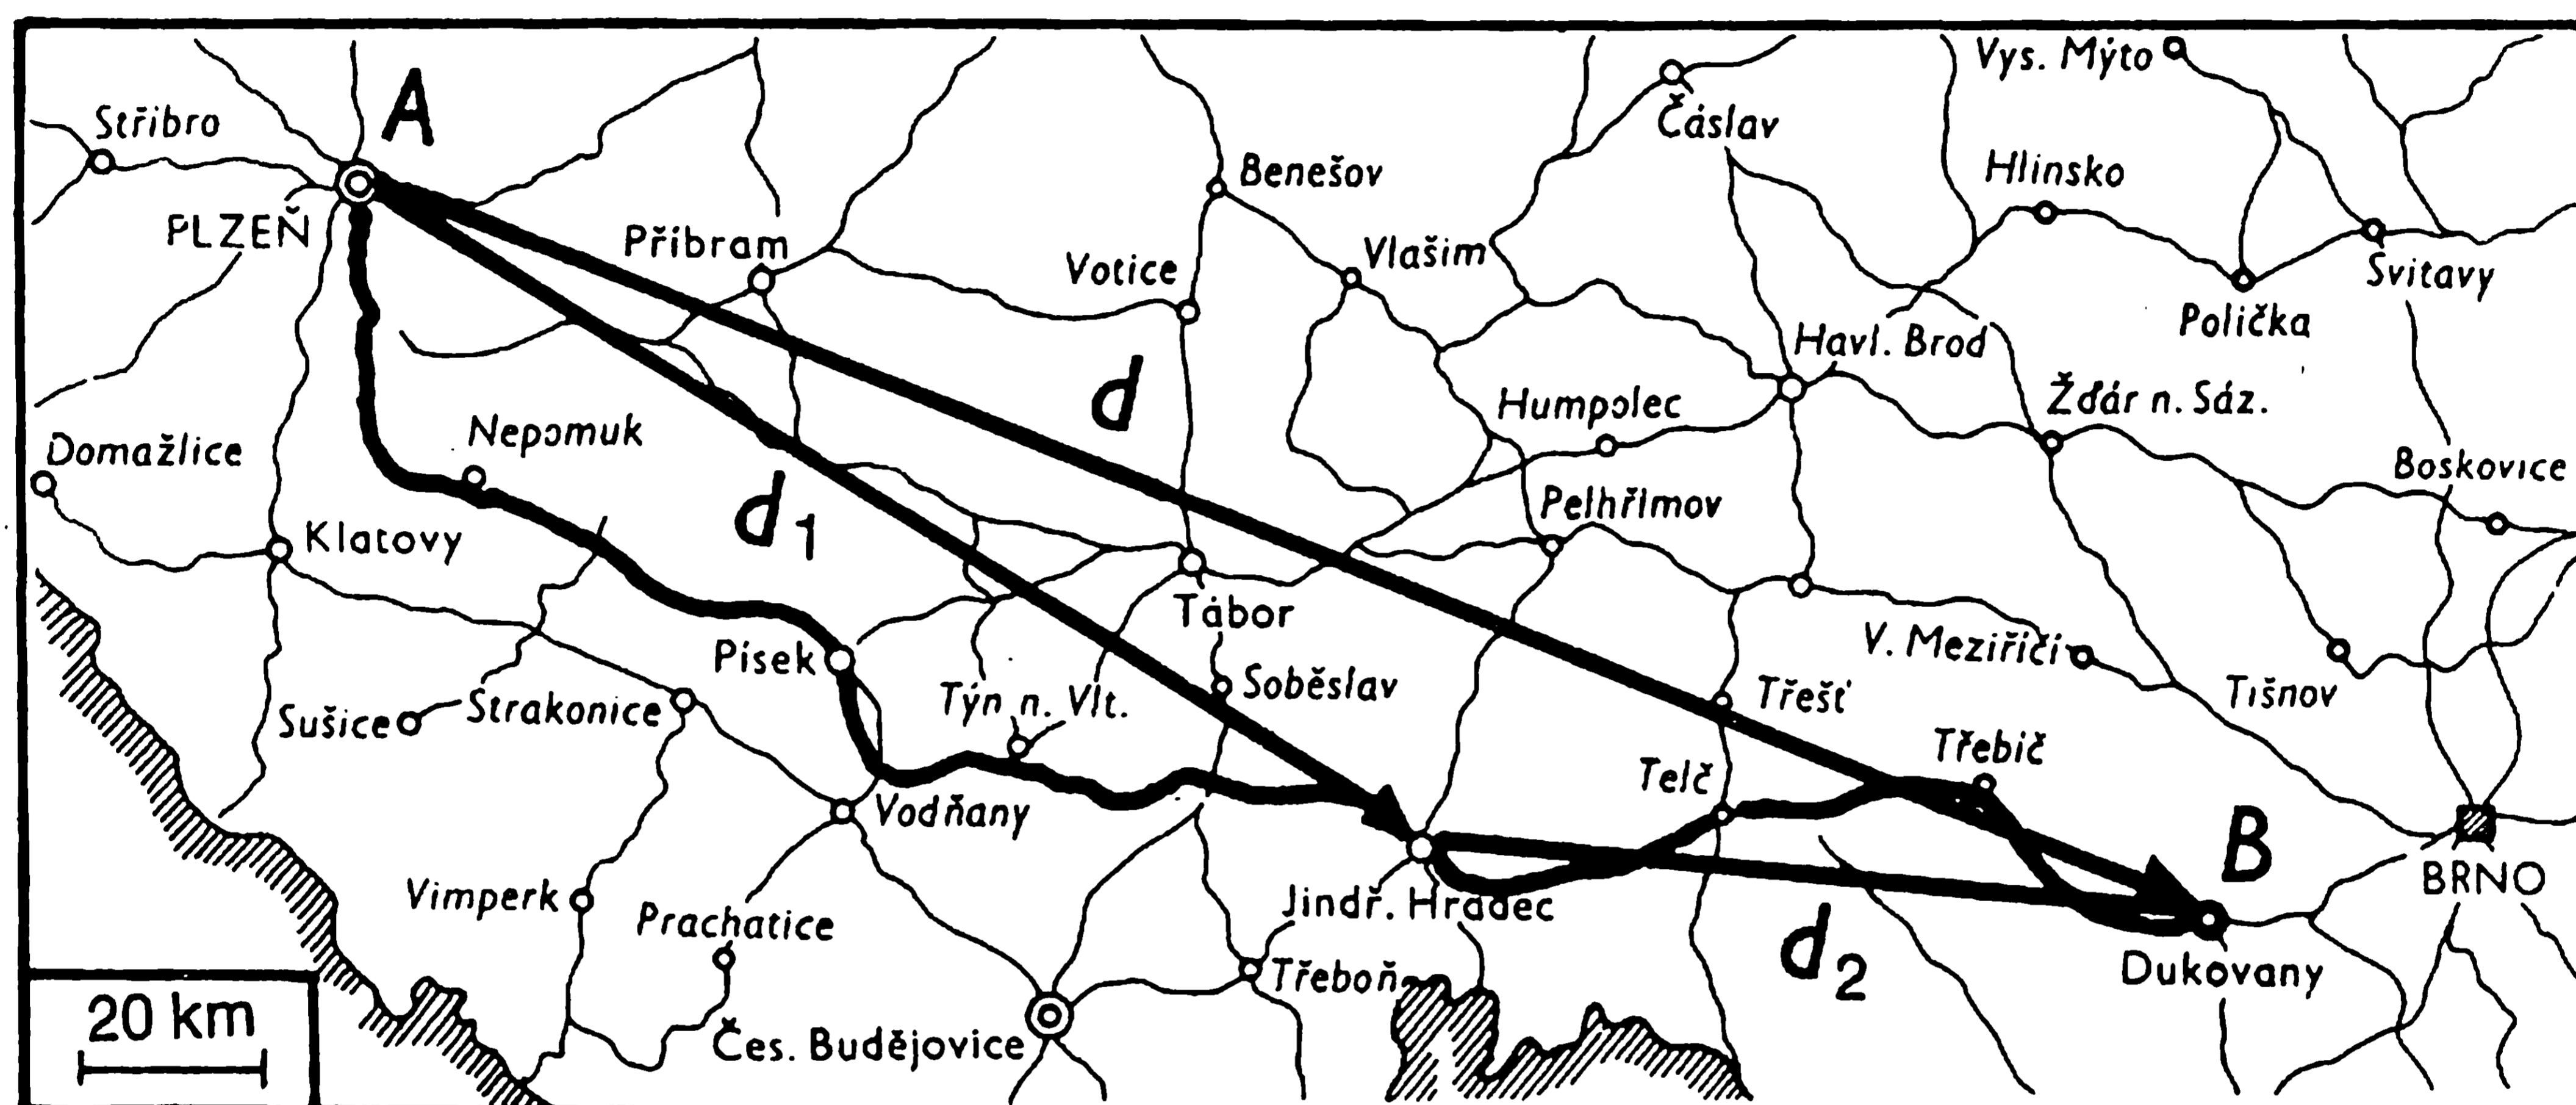 Vys. Mýto
A
Stříbro
Čáslav
Benešov
Hlinsko
PLZEŇ
Příbram
Votice
Vlašim
Svitavy
Polička
Havl. Brod
d
Humpolec
Žďár n. Sáz.
Nepomuk
Domažlice
Boskovice
d1
Pelhřimov
Klatovy
Tábor
V. Meziříčí
Písek
Soběslav
Týn n. Vlt.
Třešť
Tišnov
Sušice
Strakonice
Třebič
Telč
Vodňany
B
BRNO
Vimperk
Jindř. Hradec
Prachatice
d2
Třeboň
Dukovany
20 km
Čes. Budějovice